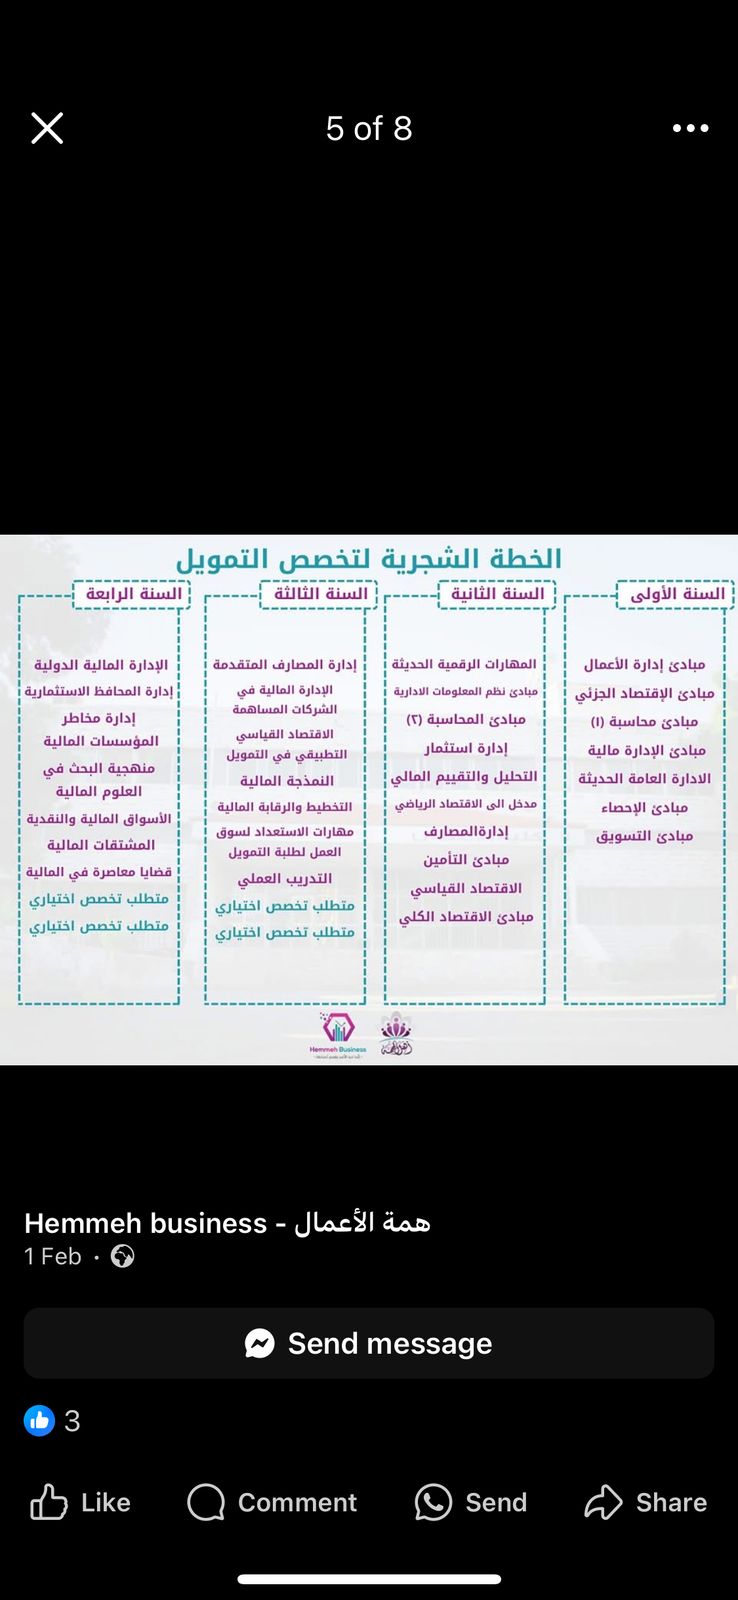 5 of 8
الخطة الشجرية لتخصص التمويل
السنة الأولى
مبادئ إدارة الأعمال
مبادئ الإقتصاد الجزئي
مبادئ محاسبة (١)
مبادئ الإدارة مالية
الادارة العامة الحديثة
مبادئ الإحصاء
مبادئ التسويق
السنة الثانية
المهارات الرقمية الحديثة
مبادئ نظم المعلومات الادارية
مبادئ المحاسبة (٢)
إدارة استثمار
التحليل والتقييم المالي
مدخل الى الاقتصاد الرياضي
إدارةالمصارف
مبادئ التأمين
الاقتصاد القياسي
مبادئ الاقتصاد الكلي
السنة الثالثة
إدارة المصارف المتقدمة
الإدارة المالية في
الشركات المساهمة
الاقتصاد القياسي
التطبيقي في التمويل
النمذجة المالية
التخطيط والرقابة المالية
مهارات الاستعداد لسوق
العمل لطلبة التمويل
التدريب العملي
متطلب تخصص اختياري
متطلب تخصص اختياري
السنة الرابعة
الإدارة المالية الدولية
إدارة المحافظ الاستثمارية
إدارة مخاطر
المؤسسات المالية
منهجية البحث في
العلوم المالية
الأسواق المالية والنقدية
المشتقات المالية
قضايا معاصرة في المالية
متطلب تخصص اختياري
متطلب تخصص اختياري
Hemmeh Business
Hemmeh business - همة الأعمال
1 Feb ·
Send message
3
Like
Comment
Send
Share